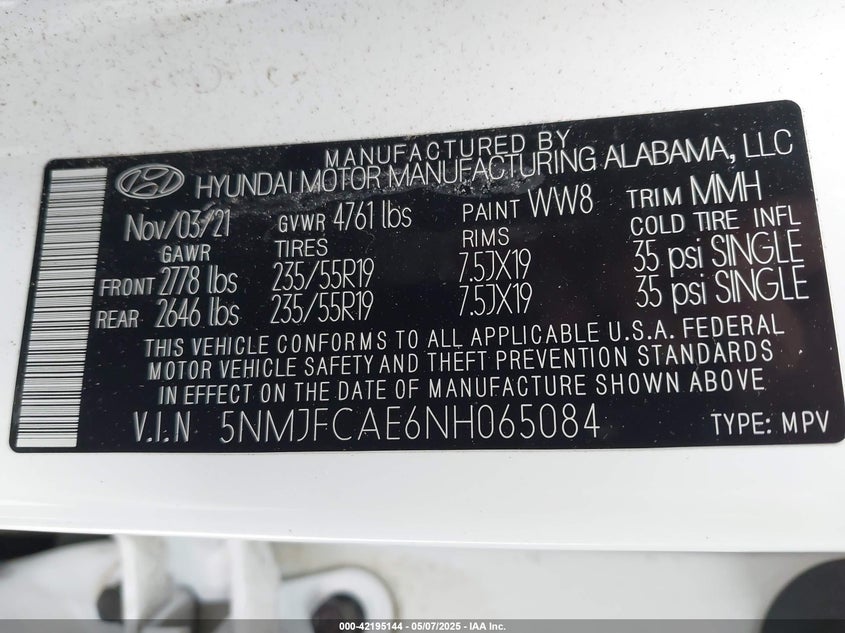 MANUFACTURED BY
HYUNDAI MOTOR MANUFACTURING ALABAMA, LLC
Nov/03/21 GVWR 4761 lbs PAINT WW8 TRIM MMH
GAWR TIRES RIMS COLD TIRE INFL
FRONT 2778 lbs 235/55R19 7.5JX19 35 psi SINGLE
REAR 2646 lbs 235/55R19 7.5JX19 35 psi SINGLE
THIS VEHICLE CONFORMS TO ALL APPLICABLE U.S.A. FEDERAL
MOTOR VEHICLE SAFETY AND THEFT PREVENTION STANDARDS
IN EFFECT ON THE DATE OF MANUFACTURE SHOWN ABOVE
V.I.N 5NMJFCAE6NH065084 TYPE: MPV
000-42195144 - 05/07/2025 - IAA Inc.